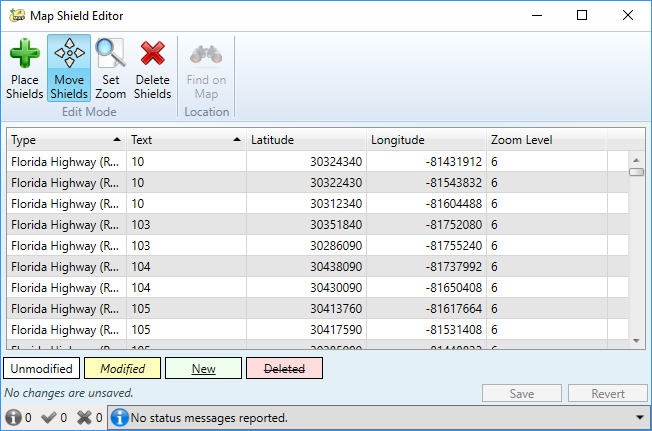 Map Shield Editor
Place Shields Move Shields Set Zoom Delete Shields Find on Map
Edit Mode Location
Type Text Latitude Longitude Zoom Level
Florida Highway (R... 10 30324340 -81431912 6
Florida Highway (R... 10 30322430 -81543832 6
Florida Highway (R... 10 30312340 -81604488 6
Florida Highway (R... 103 30351840 -81752080 6
Florida Highway (R... 103 30286090 -81755240 6
Florida Highway (R... 104 30438090 -81737992 6
Florida Highway (R... 104 30430090 -81650408 6
Florida Highway (R... 105 30413760 -81617664 6
Florida Highway (R... 105 30417590 -81531408 6
Unmodified Modified New Deleted
No changes are unsaved. Save Revert
0 0 0 No status messages reported.